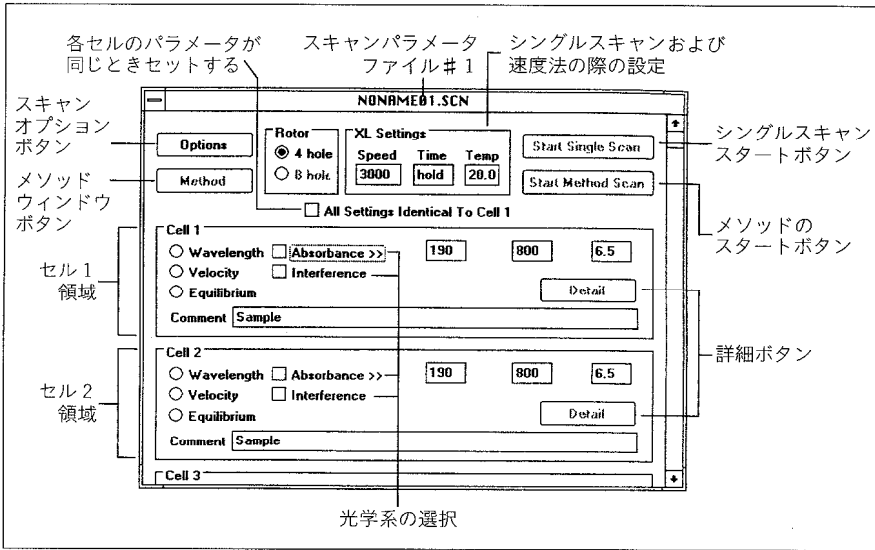 各セルのパラメータが
同じときセットする
スキャンパラメータ
ファイル＃１
シングルスキャンおよび
速度法の際の設定
スキャン
オプション
ボタン
メソッド
ウィンドウ
ボタン
セル１
領域
セル２
領域
NONAME01.SCN
Options
Method
Rotor
4 hole
8 hole
XL Settings
Speed Time Temp
3000 hold 20.0
Start Single Scan
Start Method Scan
All Settings Identical To Cell 1
Cell 1
Wavelength Absorbance >> 190 800 6.5
Velocity Interference
Equilibrium Detail
Comment Sample
Cell 2
Wavelength Absorbance >> 190 800 6.5
Velocity Interference
Equilibrium Detail
Comment Sample
Cell 3
シングルスキャン
スタートボタン
メソッドの
スタートボタン
詳細ボタン
光学系の選択